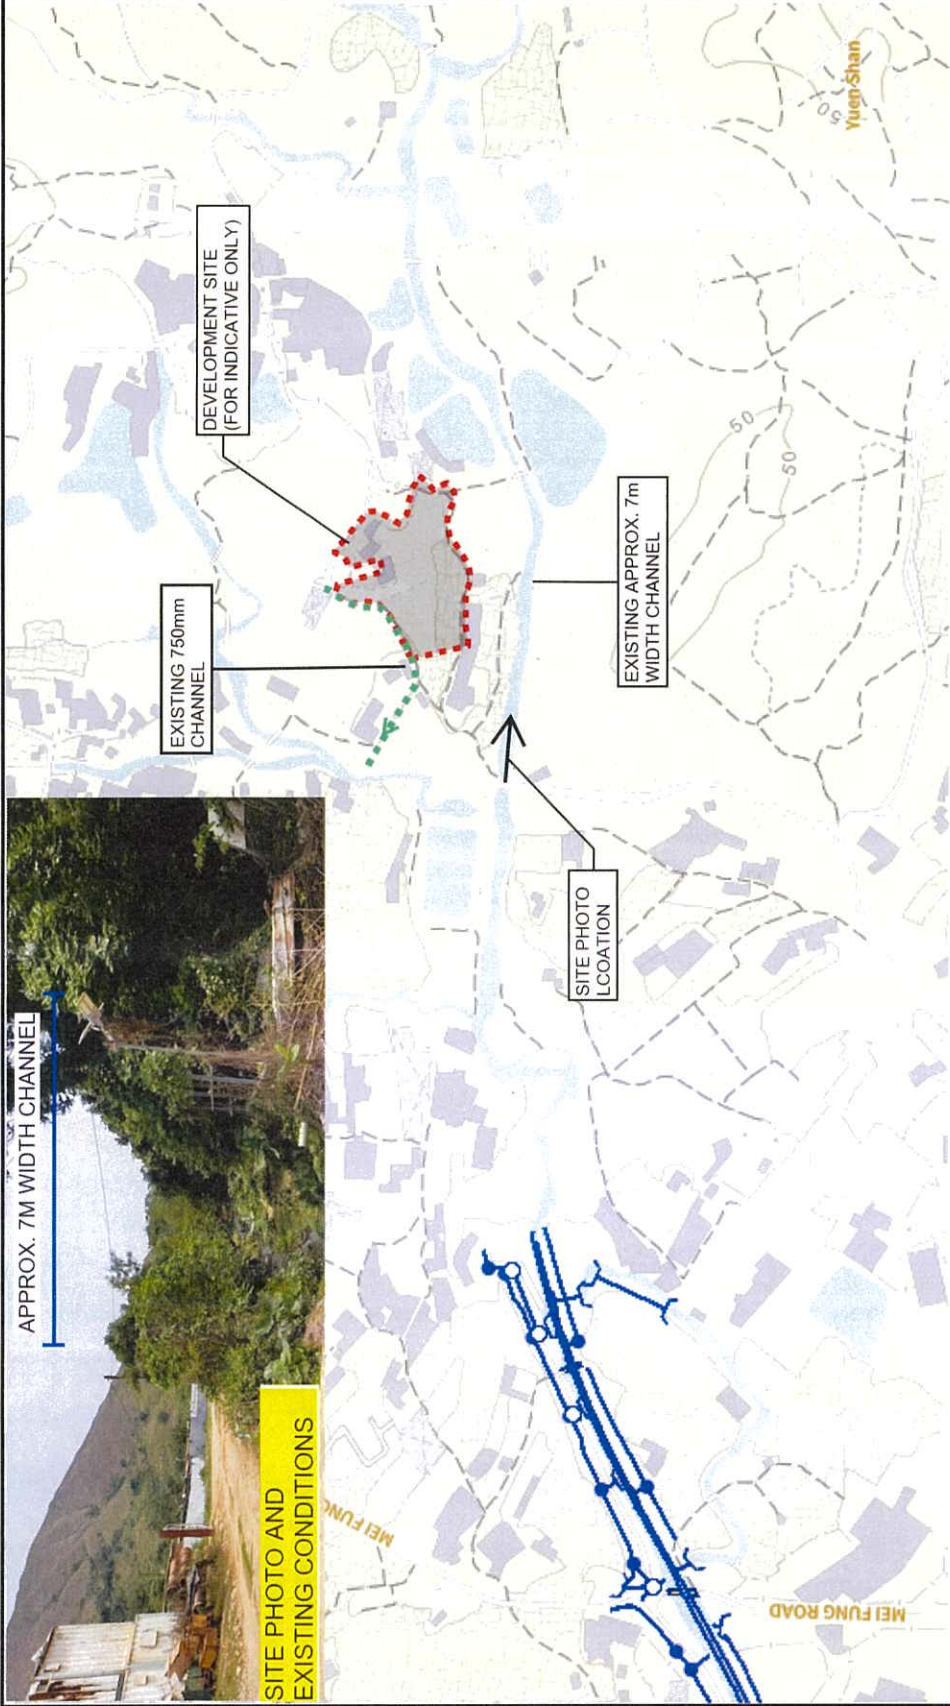 APPROX. 7M WIDTH CHANNEL
SITE PHOTO AND
EXISTING CONDITIONS
MEI FUNG
MEI FUNG ROAD
EXISTING 750mm
CHANNEL
DEVELOPMENT SITE
(FOR INDICATIVE ONLY)
SITE PHOTO
LCOATION
EXISTING APPROX. 7m
WIDTH CHANNEL
50
50
50
Yuen Shan